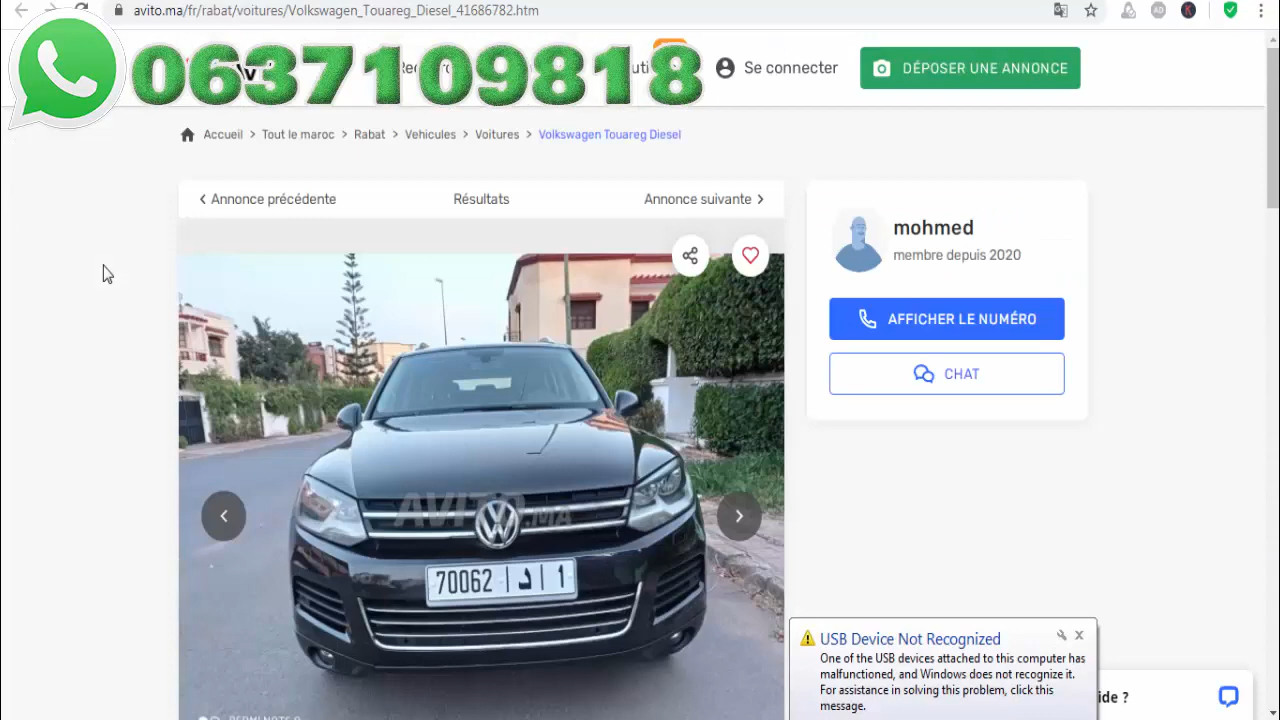 avito.ma/fr/rabat/voitures/Volkswagen_Touareg_Diesel_41686782.htm
0637109818
Se connecter
DÉPOSER UNE ANNONCE
Accueil > Tout le maroc > Rabat > Vehicules > Voitures > Volkswagen Touareg Diesel
Annonce précédente
Résultats
Annonce suivante
mohmed
membre depuis 2020
AFFICHER LE NUMÉRO
CHAT
AVITO.MA
70062 | د | 1
USB Device Not Recognized
One of the USB devices attached to this computer has
malfunctioned, and Windows does not recognize it.
For assistance in solving this problem, click this
message.
ide ?